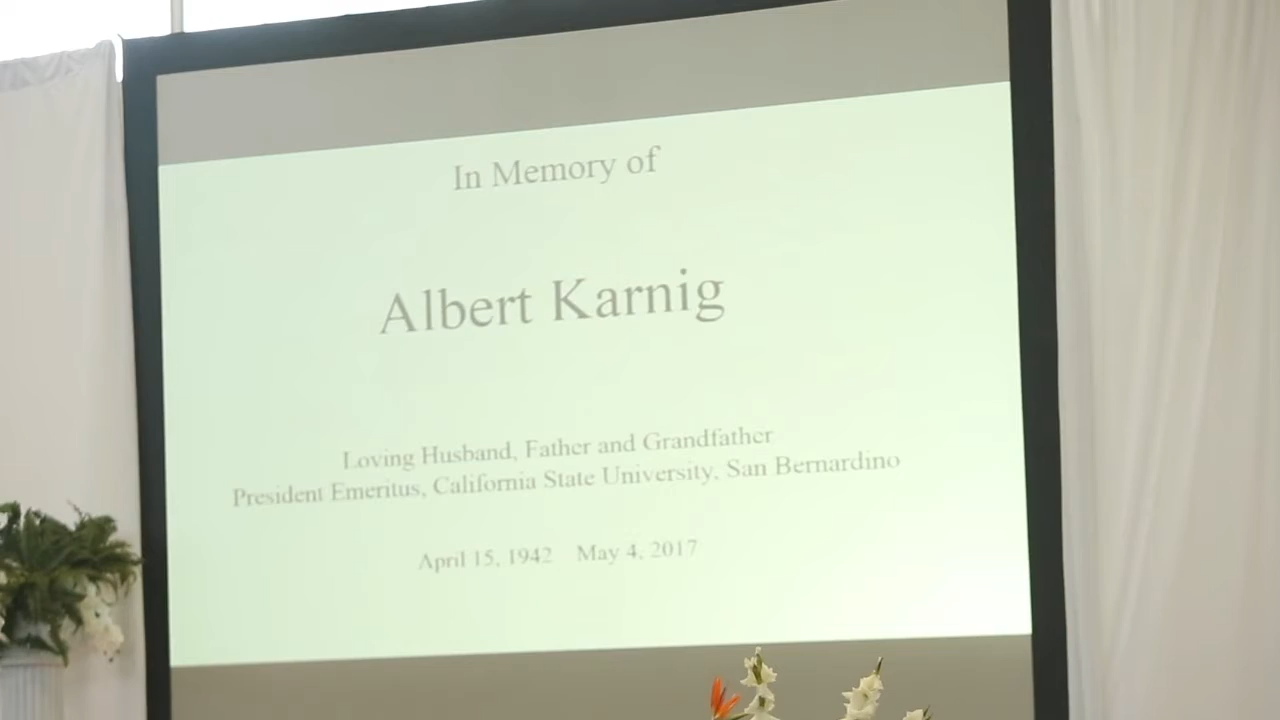 In Memory of
Albert Karnig
Loving Husband, Father and Grandfather
President Emeritus, California State University, San Bernardino
April 15, 1942 May 4, 2017